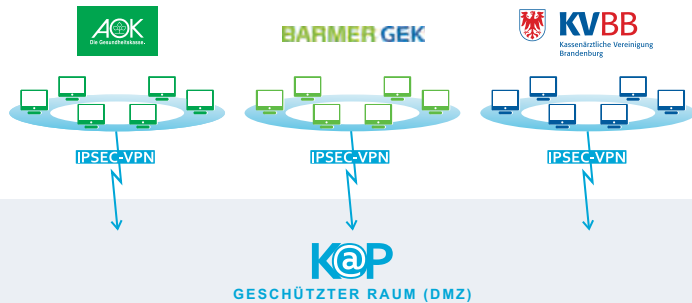 AOK
Die Gesundheitskasse.
BARMER GEK
KVBB
Kassenärztliche Vereinigung
Brandenburg
IPSEC-VPN
IPSEC-VPN
IPSEC-VPN
K@P
GESCHÜTZTER RAUM (DMZ)